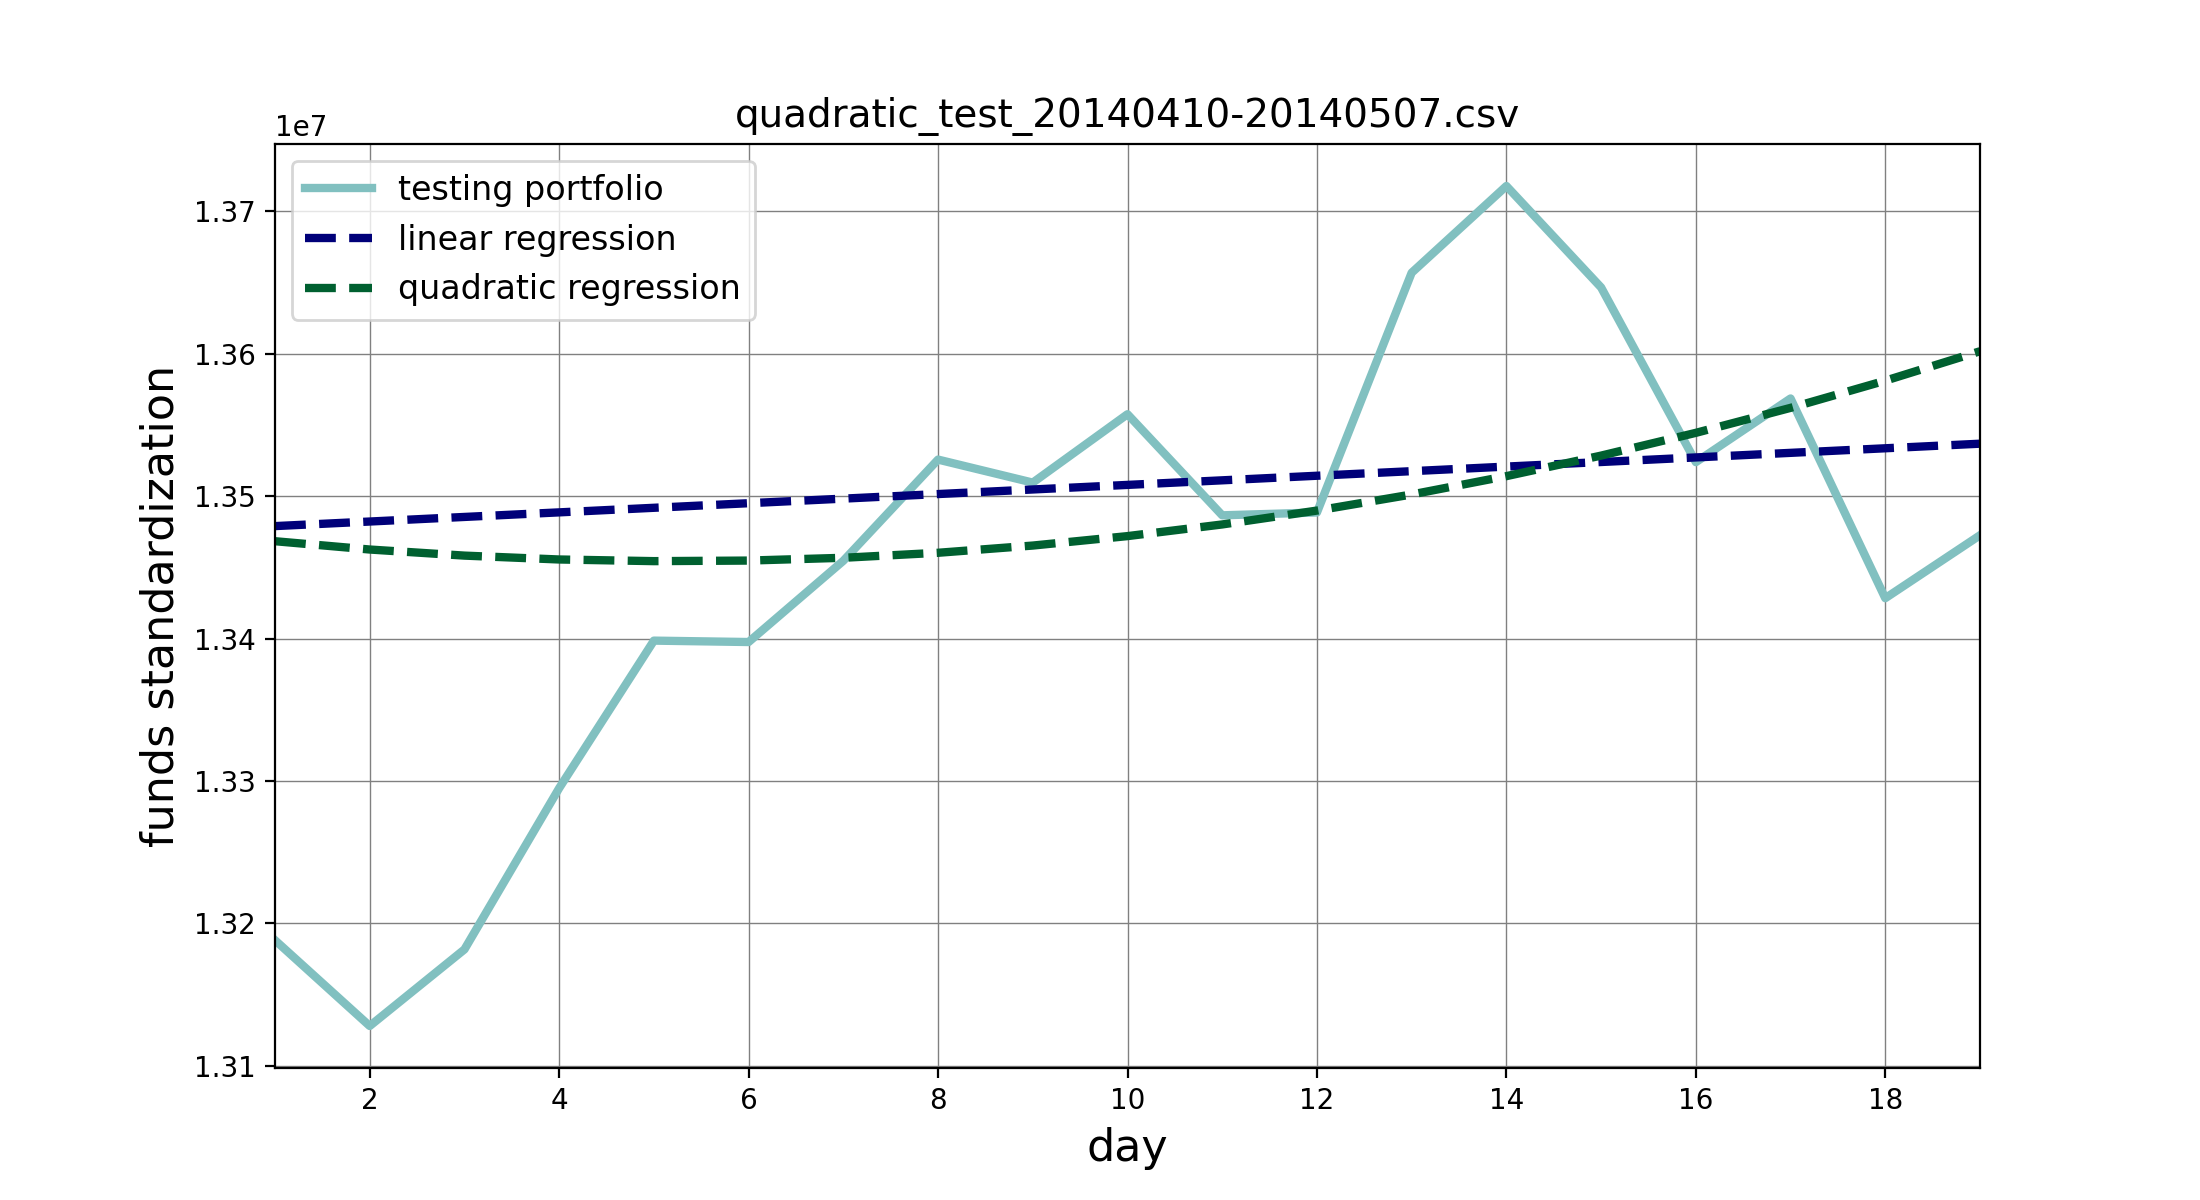 quadratic_test_20140410-20140507.csv
1e7
testing portfolio
linear regression
quadratic regression
1.37
1.36
1.35
1.34
1.33
1.32
1.31
funds standardization
2 4 6 8 10 12 14 16 18
day